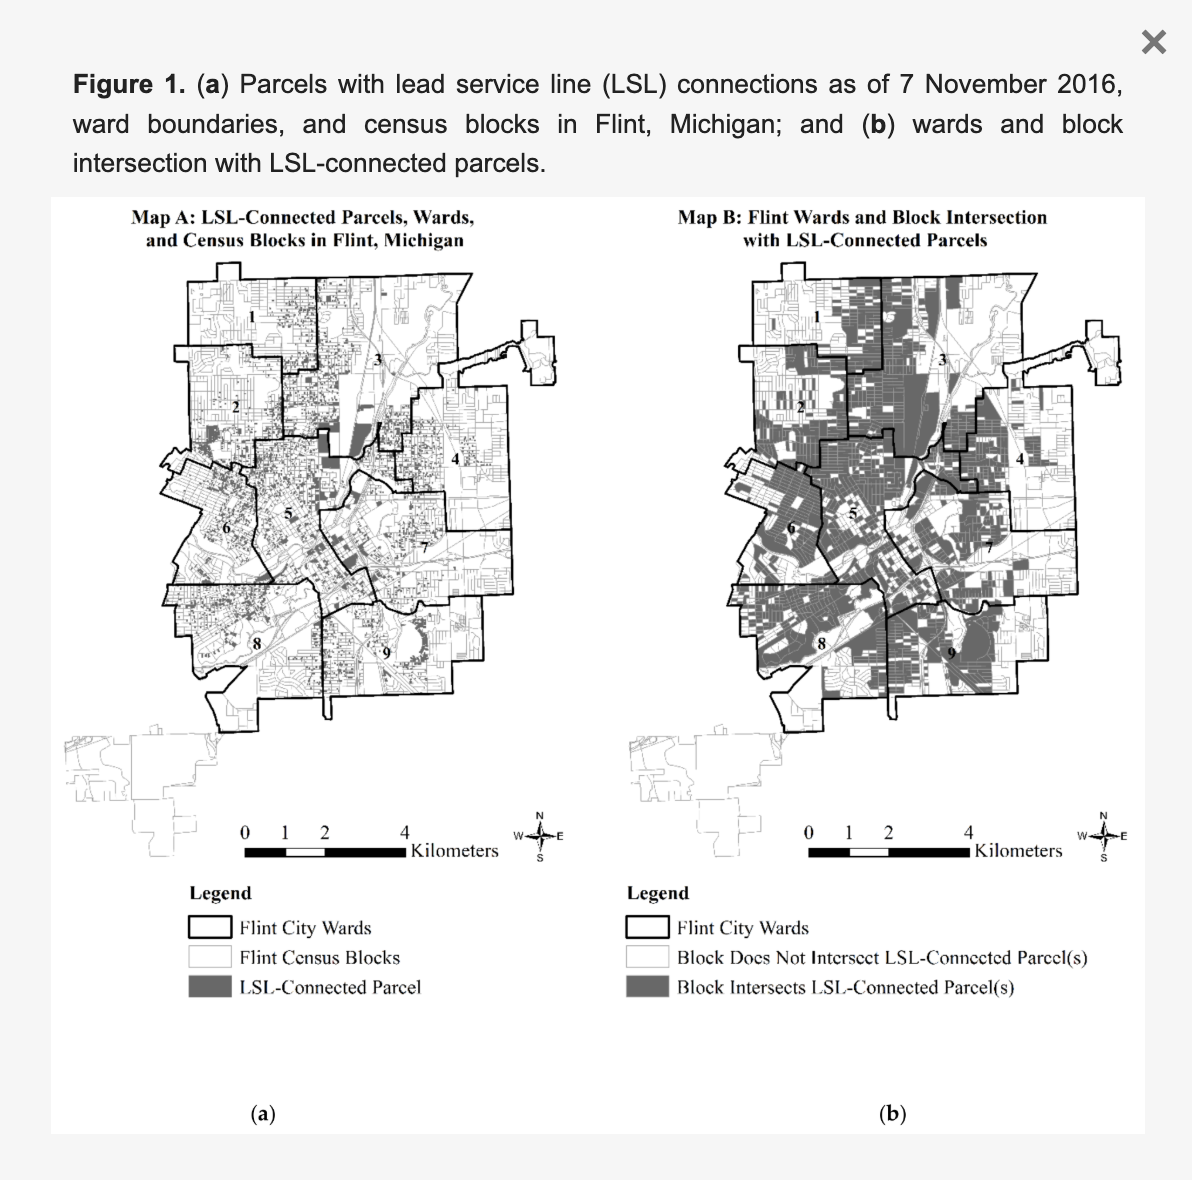 Figure 1. (a) Parcels with lead service line (LSL) connections as of 7 November 2016,
ward boundaries, and census blocks in Flint, Michigan; and (b) wards and block
intersection with LSL-connected parcels.
Map A: LSL-Connected Parcels, Wards,
and Census Blocks in Flint, Michigan
1
3
2
4
5
6
7
8
9
0 1 2 4
Kilometers
N
W E
S
Legend
Flint City Wards
Flint Census Blocks
LSL-Connected Parcel
(a)
Map B: Flint Wards and Block Intersection
with LSL-Connected Parcels
1
3
2
4
5
6
7
8
9
0 1 2 4
Kilometers
N
W E
S
Legend
Flint City Wards
Block Does Not Intersect LSL-Connected Parcel(s)
Block Intersects LSL-Connected Parcel(s)
(b)